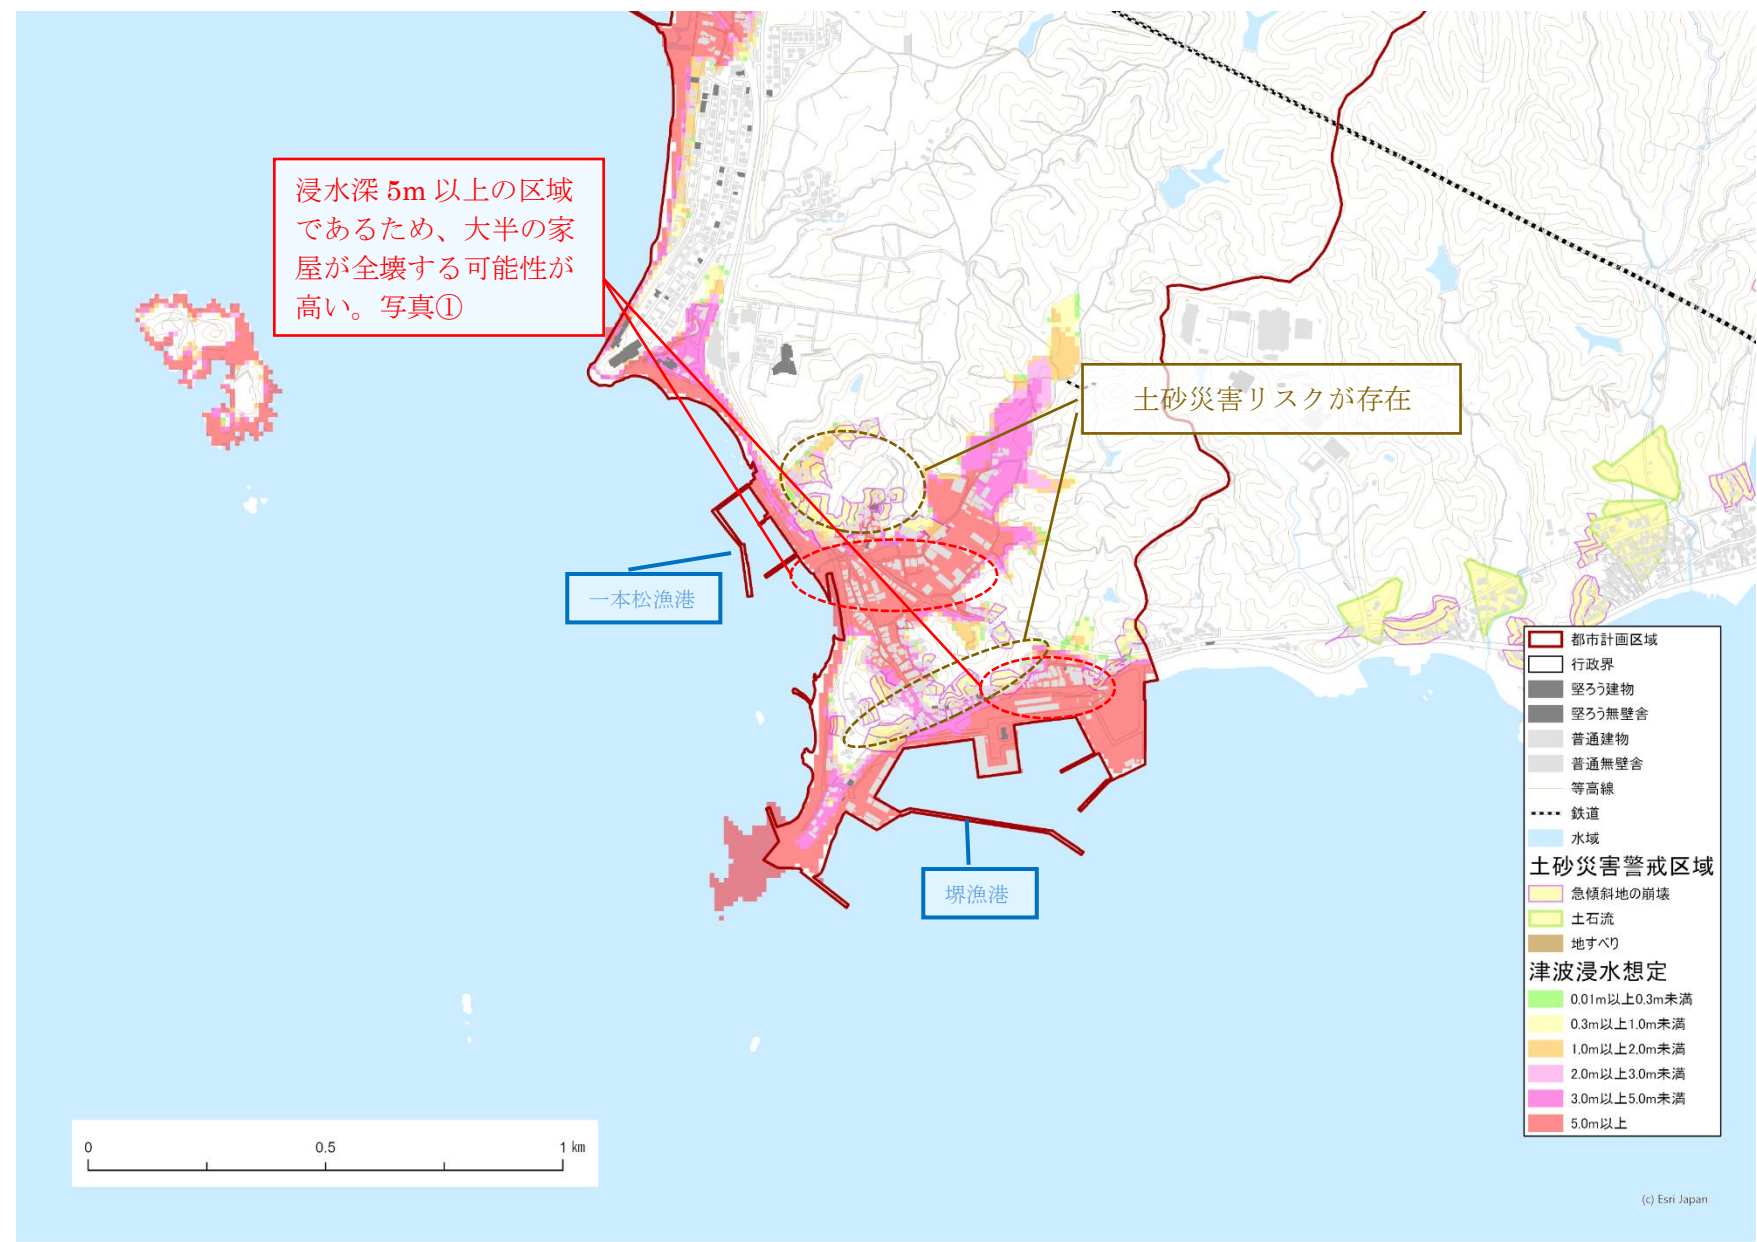 浸水深 5m 以上の区域
であるため、大半の家
屋が全壊する可能性が
高い。写真①
土砂災害リスクが存在
一本松漁港
堺漁港
都市計画区域
行政界
堅ろう建物
堅ろう無壁舎
普通建物
普通無壁舎
等高線
鉄道
水域
土砂災害警戒区域
急傾斜地の崩壊
土石流
地すべり
津波浸水想定
0.01m以上0.3m未満
0.3m以上1.0m未満
1.0m以上2.0m未満
2.0m以上3.0m未満
3.0m以上5.0m未満
5.0m以上
0 0.5 1 km
(c) Esri Japan